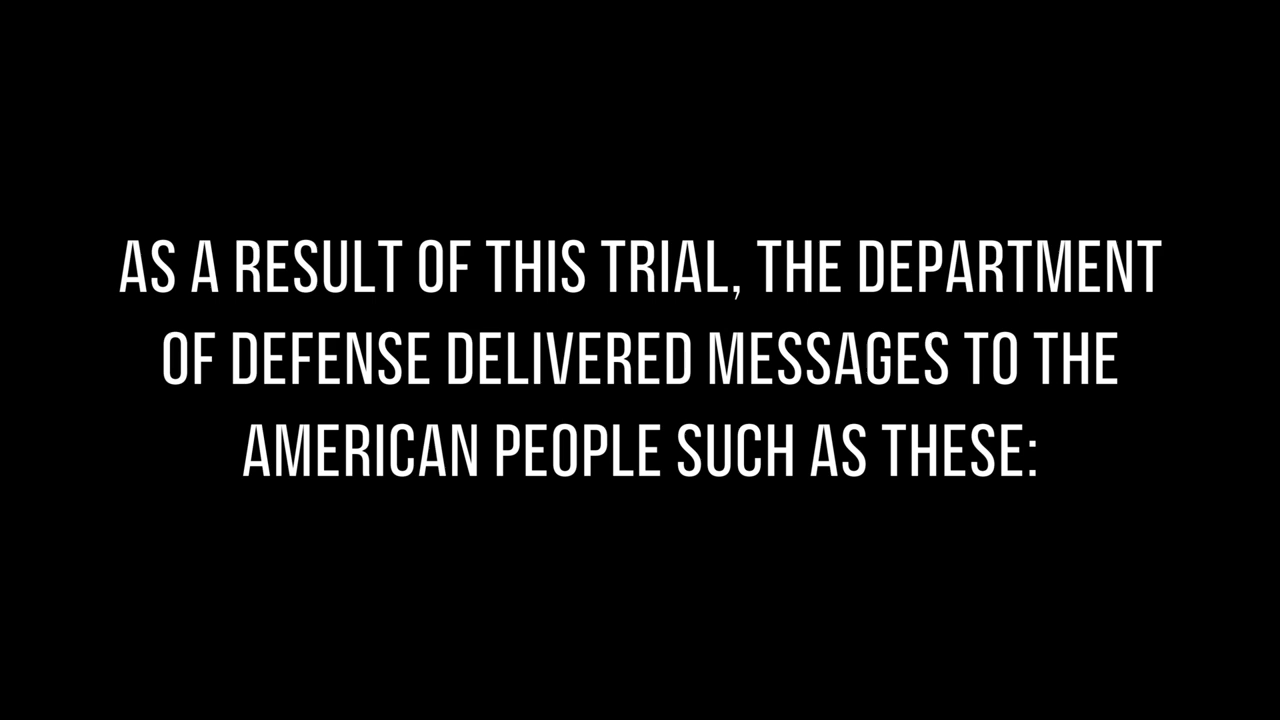 AS A RESULT OF THIS TRIAL, THE DEPARTMENT
OF DEFENSE DELIVERED MESSAGES TO THE
AMERICAN PEOPLE SUCH AS THESE: